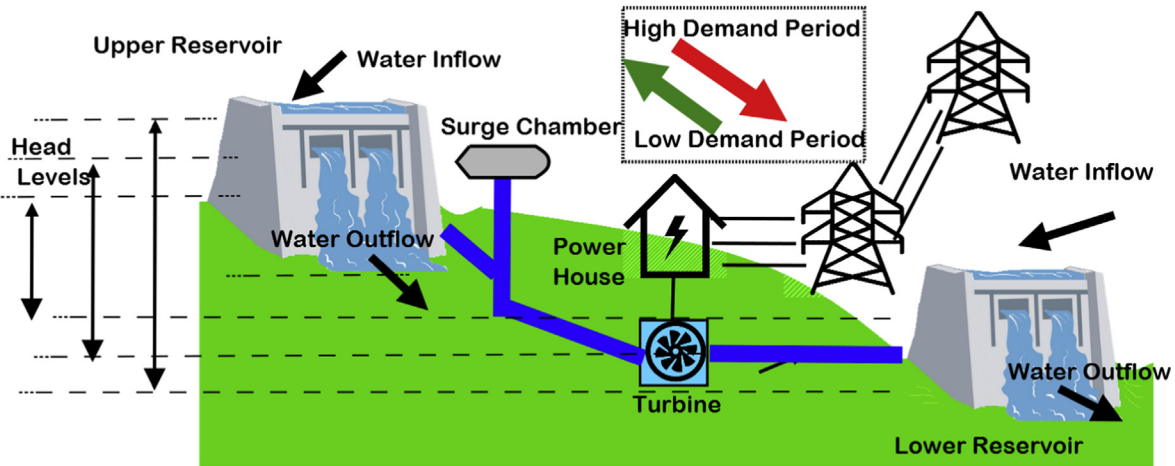 Upper Reservoir
Water Inflow
High Demand Period
Low Demand Period
Surge Chamber
Head
Levels
Water Inflow
Water Outflow
Power
House
Water Outflow
Turbine
Lower Reservoir